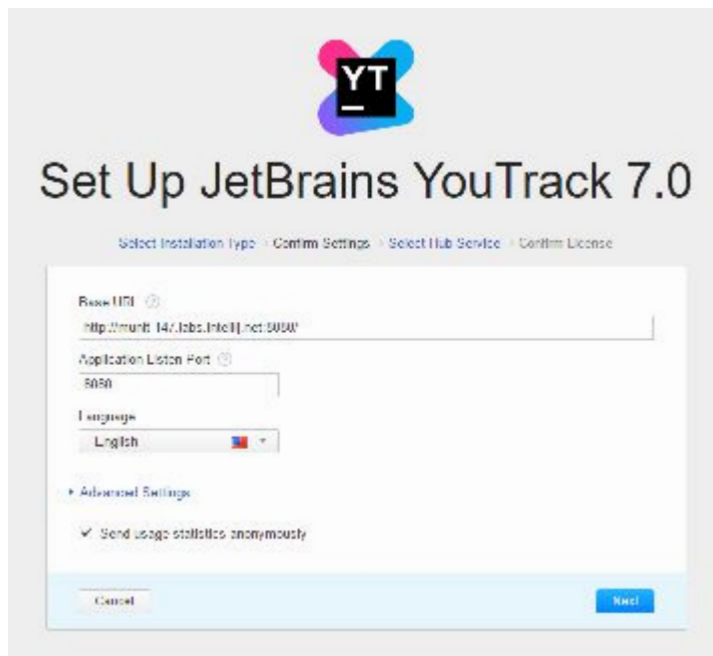 YT
Set Up JetBrains YouTrack 7.0
Select Installation Type Confirm Settings Select Hub Service Confirm License
Base URL
Application Listen Port
8080
Language
English
Advanced Settings
Send usage statistics anonymously
Cancel
Next